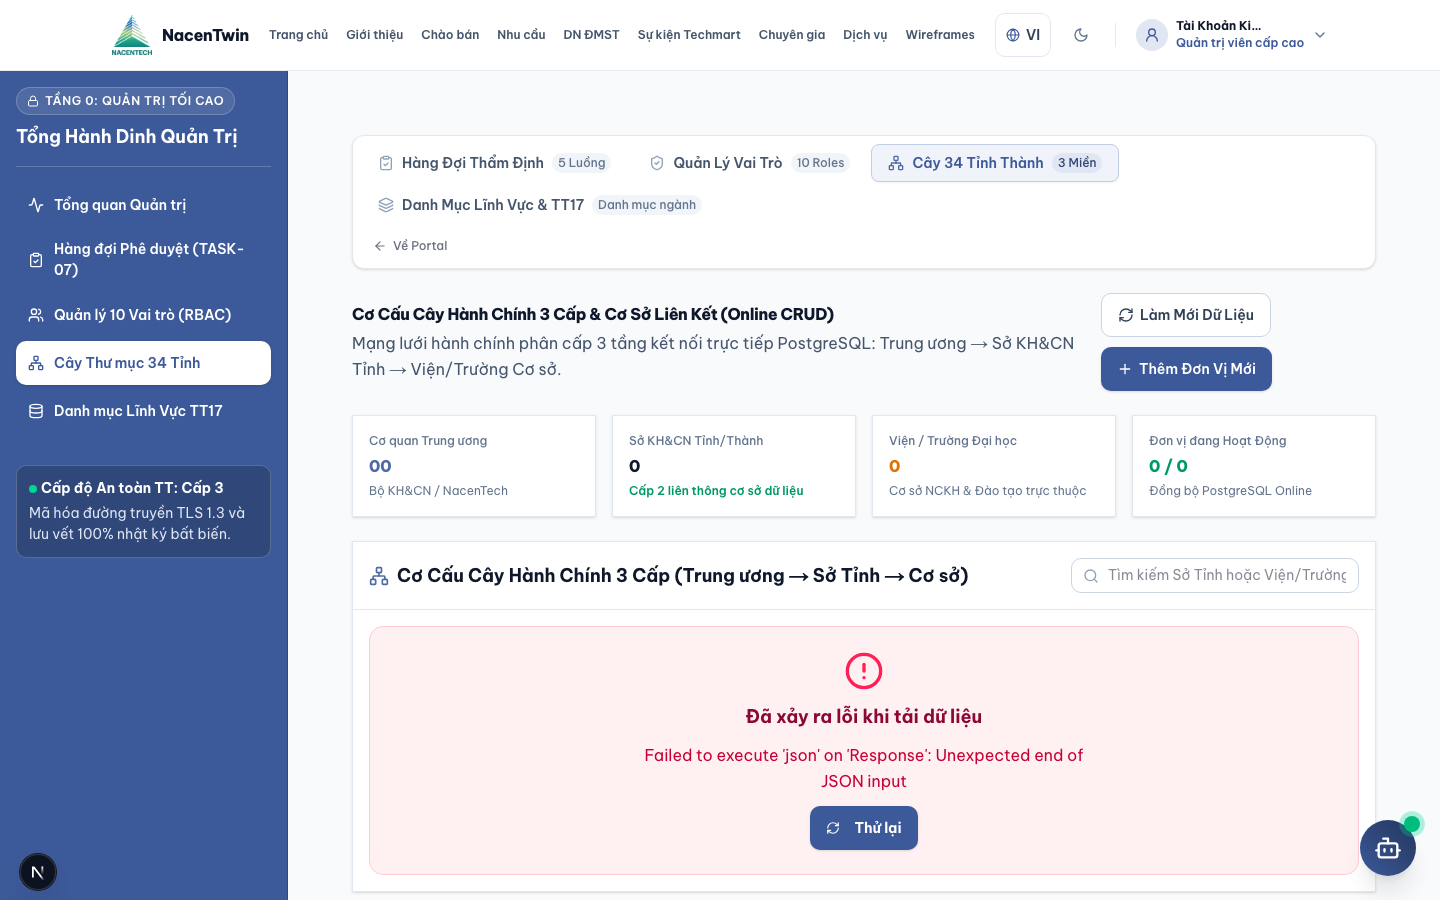 NACENTECH
NacenTwin
Trang chủ
Giới thiệu
Chào bán
Nhu cầu
DN ĐMST
Sự kiện Techmart
Chuyên gia
Dịch vụ
Wireframes
VI
Tài Khoản Ki...
Quản trị viên cấp cao
TẦNG 0: QUẢN TRỊ TỐI CAO
Tổng Hành Dinh Quản Trị
Tổng quan Quản trị
Hàng đợi Phê duyệt (TASK-
07)
Quản lý 10 Vai trò (RBAC)
Cây Thư mục 34 Tỉnh
Danh mục Lĩnh Vực TT17
Cấp độ An toàn TT: Cấp 3
Mã hóa đường truyền TLS 1.3 và
lưu vết 100% nhật ký bất biến.
N
Hàng Đợi Thẩm Định 5 Luồng
Quản Lý Vai Trò 10 Roles
Cây 34 Tỉnh Thành 3 Miền
Danh Mục Lĩnh Vực & TT17 Danh mục ngành
← Về Portal
Cơ Cấu Cây Hành Chính 3 Cấp & Cơ Sở Liên Kết (Online CRUD)
Mạng lưới hành chính phân cấp 3 tầng kết nối trực tiếp PostgreSQL: Trung ương → Sở KH&CN
Tỉnh → Viện/Trường Cơ sở.
Làm Mới Dữ Liệu
+ Thêm Đơn Vị Mới
Cơ quan Trung ương
00
Bộ KH&CN / NacenTech
Sở KH&CN Tỉnh/Thành
0
Cấp 2 liên thông cơ sở dữ liệu
Viện / Trường Đại học
0
Cơ sở NCKH & Đào tạo trực thuộc
Đơn vị đang Hoạt Động
0 / 0
Đồng bộ PostgreSQL Online
Cơ Cấu Cây Hành Chính 3 Cấp (Trung ương → Sở Tỉnh → Cơ sở)
Tìm kiếm Sở Tỉnh hoặc Viện/Trường
Đã xảy ra lỗi khi tải dữ liệu
Failed to execute 'json' on 'Response': Unexpected end of
JSON input
Thử lại